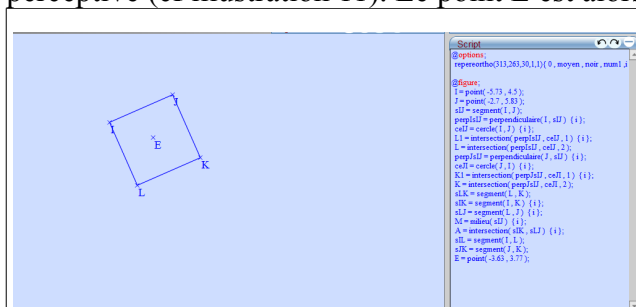 perceptive (cf illustration 11). Le point E est alors
Script
@options;
repereortho(313,263,30,1,1){ 0 , moyen , noir , num1 ,i
@figure;
I = point( -5.73 , 4.5 );
J = point( -2.7 , 5.83 );
sIJ = segment( I , J );
perpIsIJ = perpendiculaire( I , sIJ ) { i };
ceIJ = cercle( I , J ) { i };
L1 = intersection( perpIsIJ , ceIJ , 1 ) { i };
L = intersection( perpIsIJ , ceIJ , 2 );
perpJsIJ = perpendiculaire( J , sIJ ) { i };
ceJI = cercle( J , I ) { i };
K1 = intersection( perpJsIJ , ceJI , 1 ) { i };
K = intersection( perpJsIJ , ceJI , 2 );
sLK = segment( L , K );
sIK = segment( I , K ) { i };
sLJ = segment( L , J ) { i };
M = milieu( sIJ ) { i };
A = intersection( sIK , sLJ ) { i };
sIL = segment( I , L );
sJK = segment( J , K );
E = point( -3.63 , 3.77 );
J
I
E
K
L